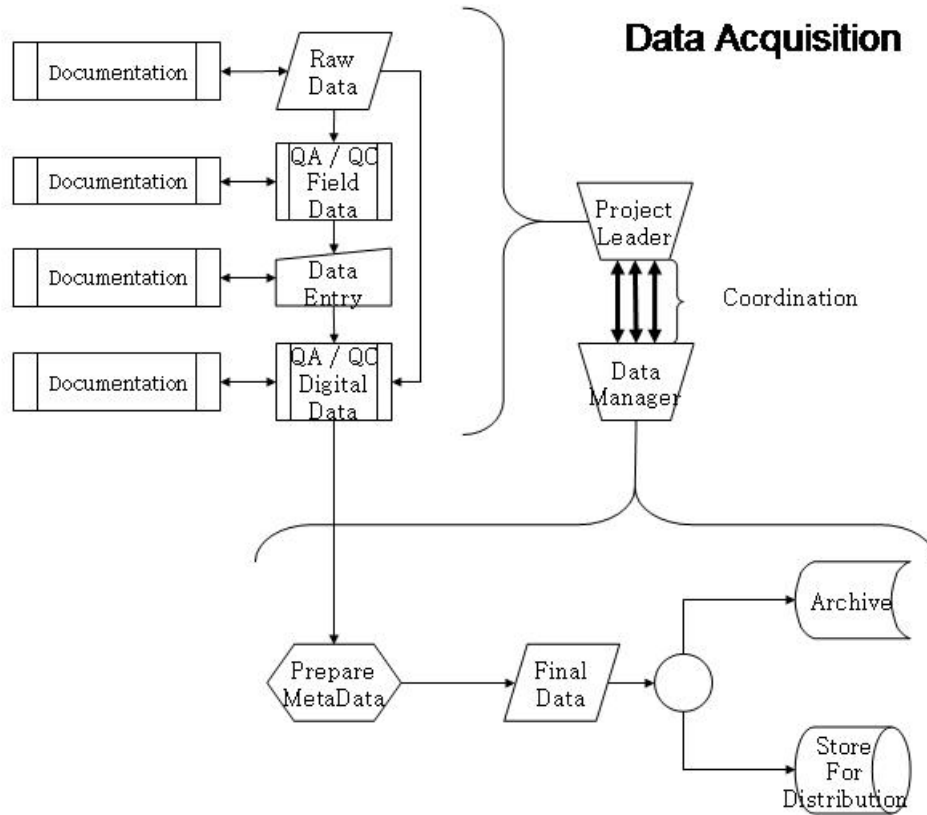 Data Acquisition
Documentation
Raw
Data
Documentation
QA / QC
Field
Data
Documentation
Data
Entry
Documentation
QA / QC
Digital
Data
Project
Leader
Coordination
Data
Manager
Prepare
MetaData
Final
Data
Archive
Store
For
Distribution